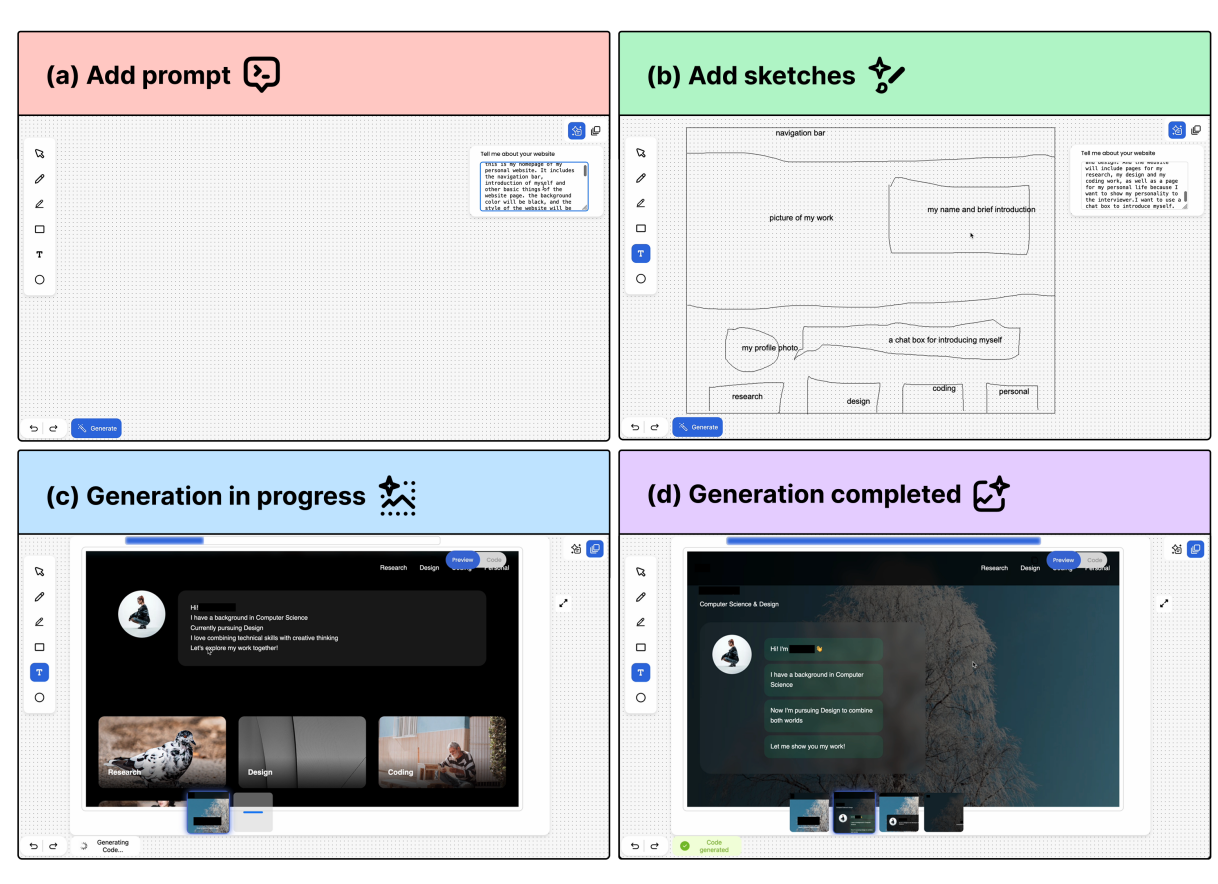 (a) Add prompt
Tell me about your website
this is my homepage of my
personal website. It includes
the navigation bar,
introduction of myself and
other basic things of the
website page. the background
color will be black, and the
style of the website will be
T
Generate
(b) Add sketches
navigation bar
picture of my work
my name and brief introduction
my profile photo
a chat box for introducing myself
research
design
coding
personal
Tell me about your website
and design. And the website
will include pages for my
research, my design and my
coding work, as well as a page
for my personal life because I
want to show my personality to
the interviewer.I want to use a
chat box to introduce myself.
T
Generate
(c) Generation in progress
Preview
Code
Research Design Coding Personal
Hi!
I have a background in Computer Science
Currently pursuing Design
I love combining technical skills with creative thinking
Let's explore my work together!
T
Research
Design
Coding
Generating
Code...
(d) Generation completed
Preview
Code
Research Design Coding Personal
Computer Science & Design
Hi! I'm 👋
I have a background in Computer
Science
Now I'm pursuing Design to combine
both worlds
Let me show you my work!
T
Code
generated